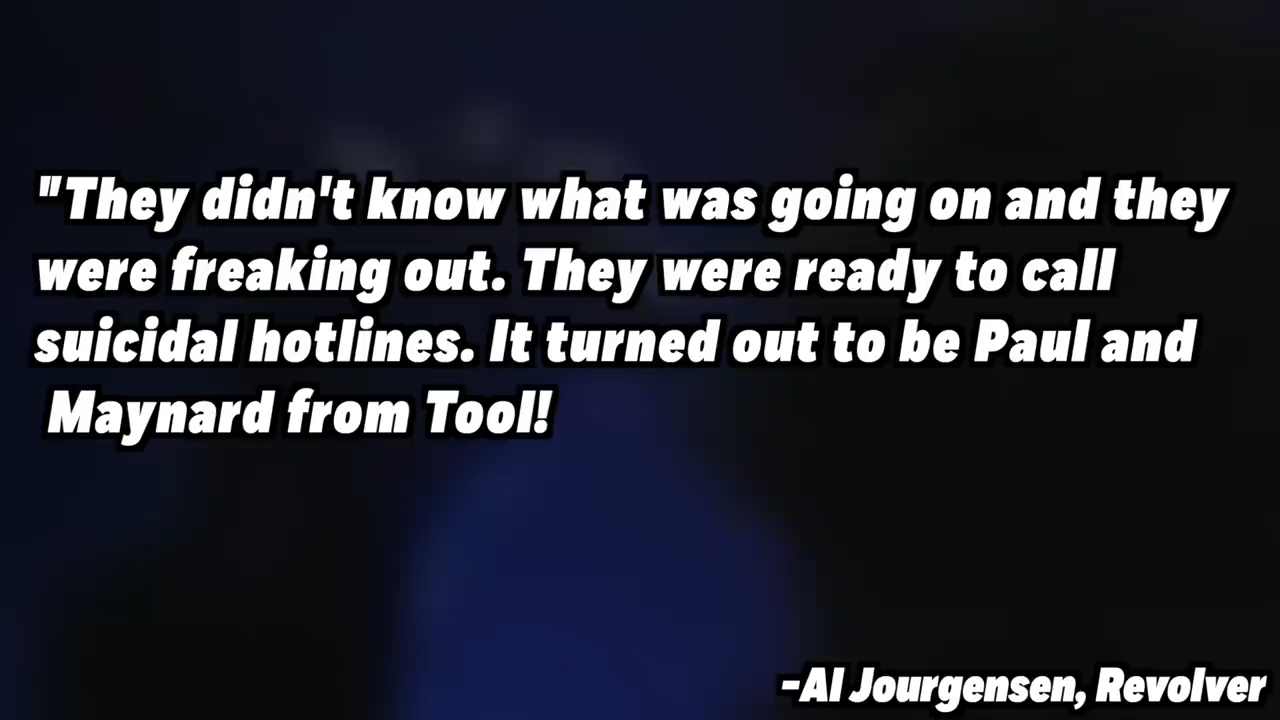 "They didn't know what was going on and they
were freaking out. They were ready to call
suicidal hotlines. It turned out to be Paul and
Maynard from Tool!
-Al Jourgensen, Revolver